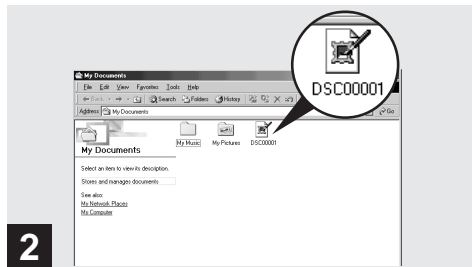 DSC00001
My Documents
File Edit View Favorites Tools Help
Back Search Folders History
Address My Documents Go
My Documents
My Music My Pictures DSC00001
Select an item to view its description.
Stores and manages documents
See also:
My Network Places
My Computer
2